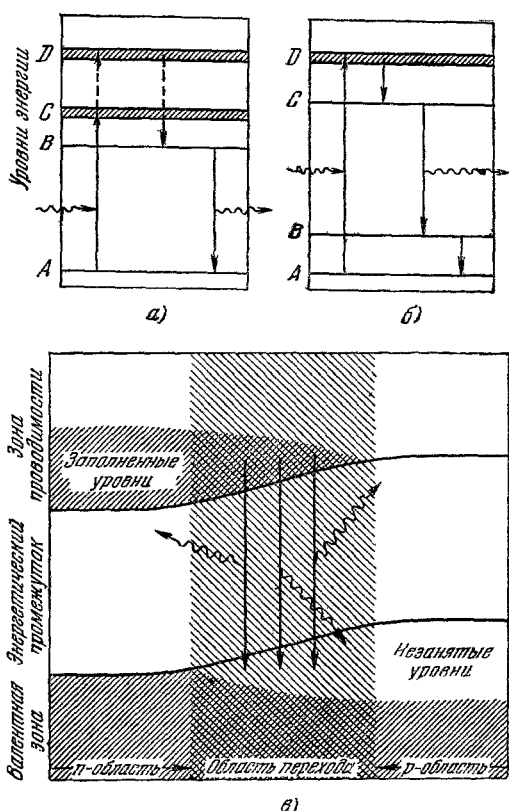 Уровни энергии
D
C
B
A
а)
D
C
B
A
б)
Зона
проводимости
Энергетический
промежуток
Валентная
зона
Заполненные
уровни
Незанятые
уровни
n-область
Область перехода
p-область
в)